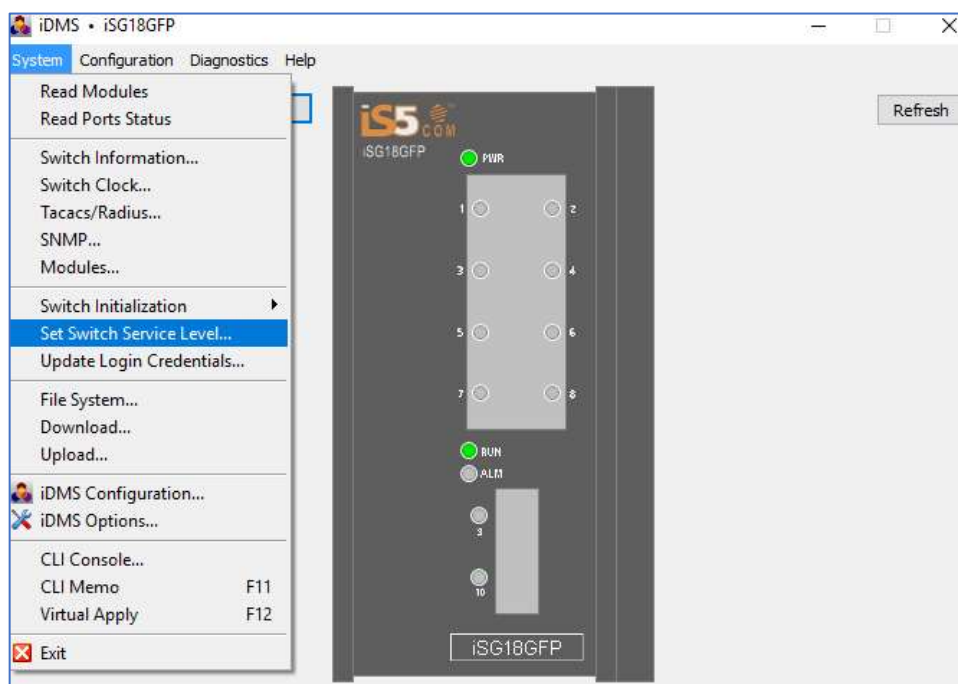 iDMS • iSG18GFP
System Configuration Diagnostics Help
Read Modules
Read Ports Status
Switch Information...
Switch Clock...
Tacacs/Radius...
SNMP...
Modules...
Switch Initialization
Set Switch Service Level...
Update Login Credentials...
File System...
Download...
Upload...
iDMS Configuration...
iDMS Options...
CLI Console...
CLI Memo F11
Virtual Apply F12
Exit
Refresh
iS5COM
iSG18GFP
PWR
1 2
3 4
5 6
7 8
RUN
ALM
9
10
iSG18GFP